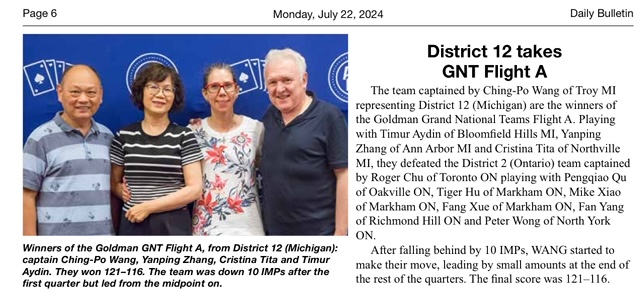 Page 6
Monday, July 22, 2024
Daily Bulletin
Winners of the Goldman GNT Flight A, from District 12 (Michigan):
captain Ching-Po Wang, Yanping Zhang, Cristina Tita and Timur
Aydin. They won 121–116. The team was down 10 IMPs after the
first quarter but led from the midpoint on.
District 12 takes
GNT Flight A
The team captained by Ching-Po Wang of Troy MI
representing District 12 (Michigan) are the winners of
the Goldman Grand National Teams Flight A. Playing
with Timur Aydin of Bloomfield Hills MI, Yanping
Zhang of Ann Arbor MI and Cristina Tita of Northville
MI, they defeated the District 2 (Ontario) team captained
by Roger Chu of Toronto ON playing with Pengqiao Qu
of Oakville ON, Tiger Hu of Markham ON, Mike Xiao
of Markham ON, Fang Xue of Markham ON, Fan Yang
of Richmond Hill ON and Peter Wong of North York
ON.
After falling behind by 10 IMPs, WANG started to
make their move, leading by small amounts at the end of
the rest of the quarters. The final score was 121–116.